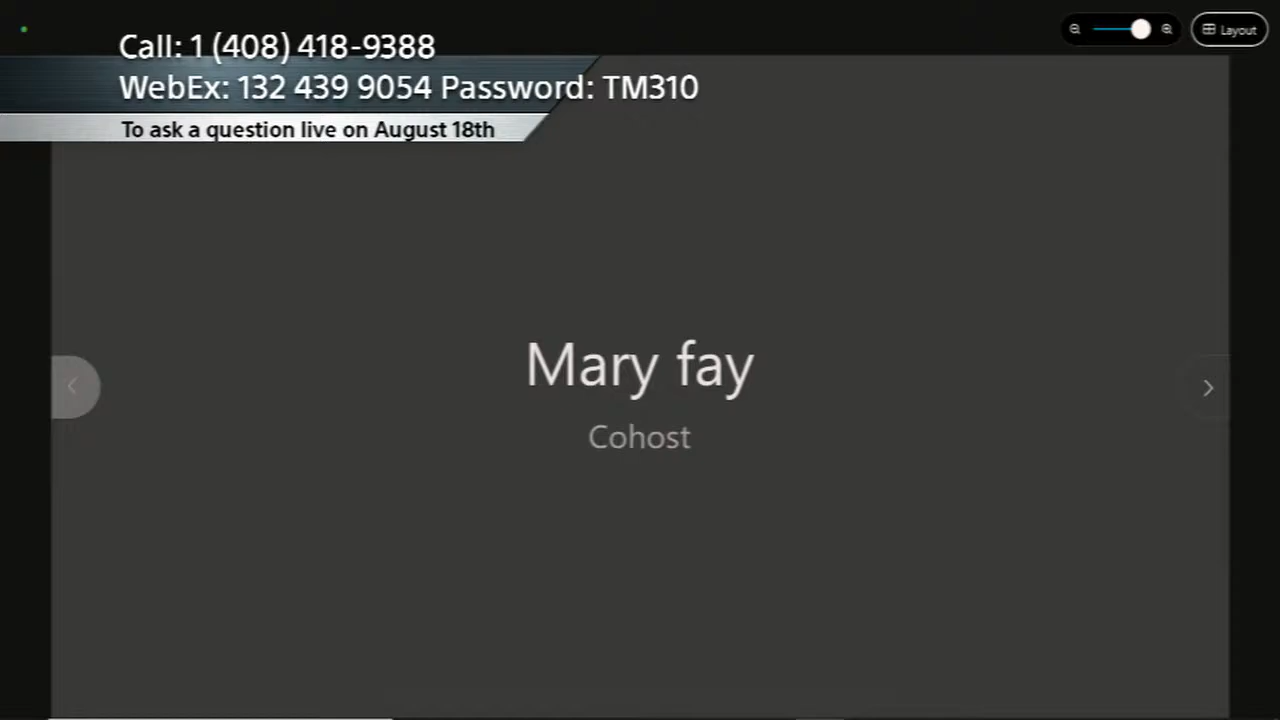 Call: 1 (408) 418-9388
WebEx: 132 439 9054 Password: TM310
To ask a question live on August 18th
Layout
Mary fay
Cohost